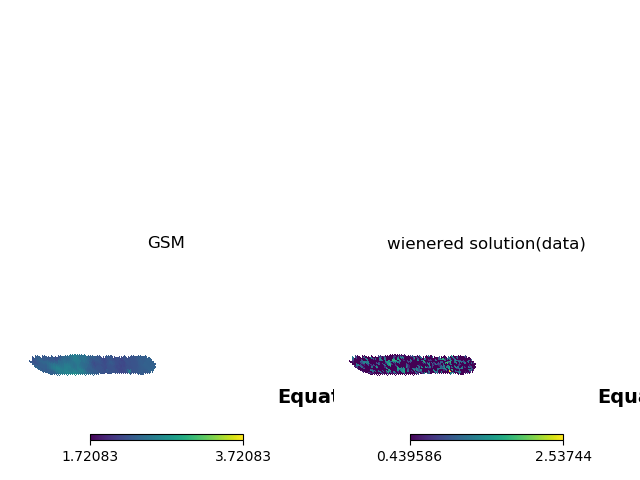 GSM
wienered solution(data)
Equat
Equa
1.72083
3.72083
0.439586
2.53744